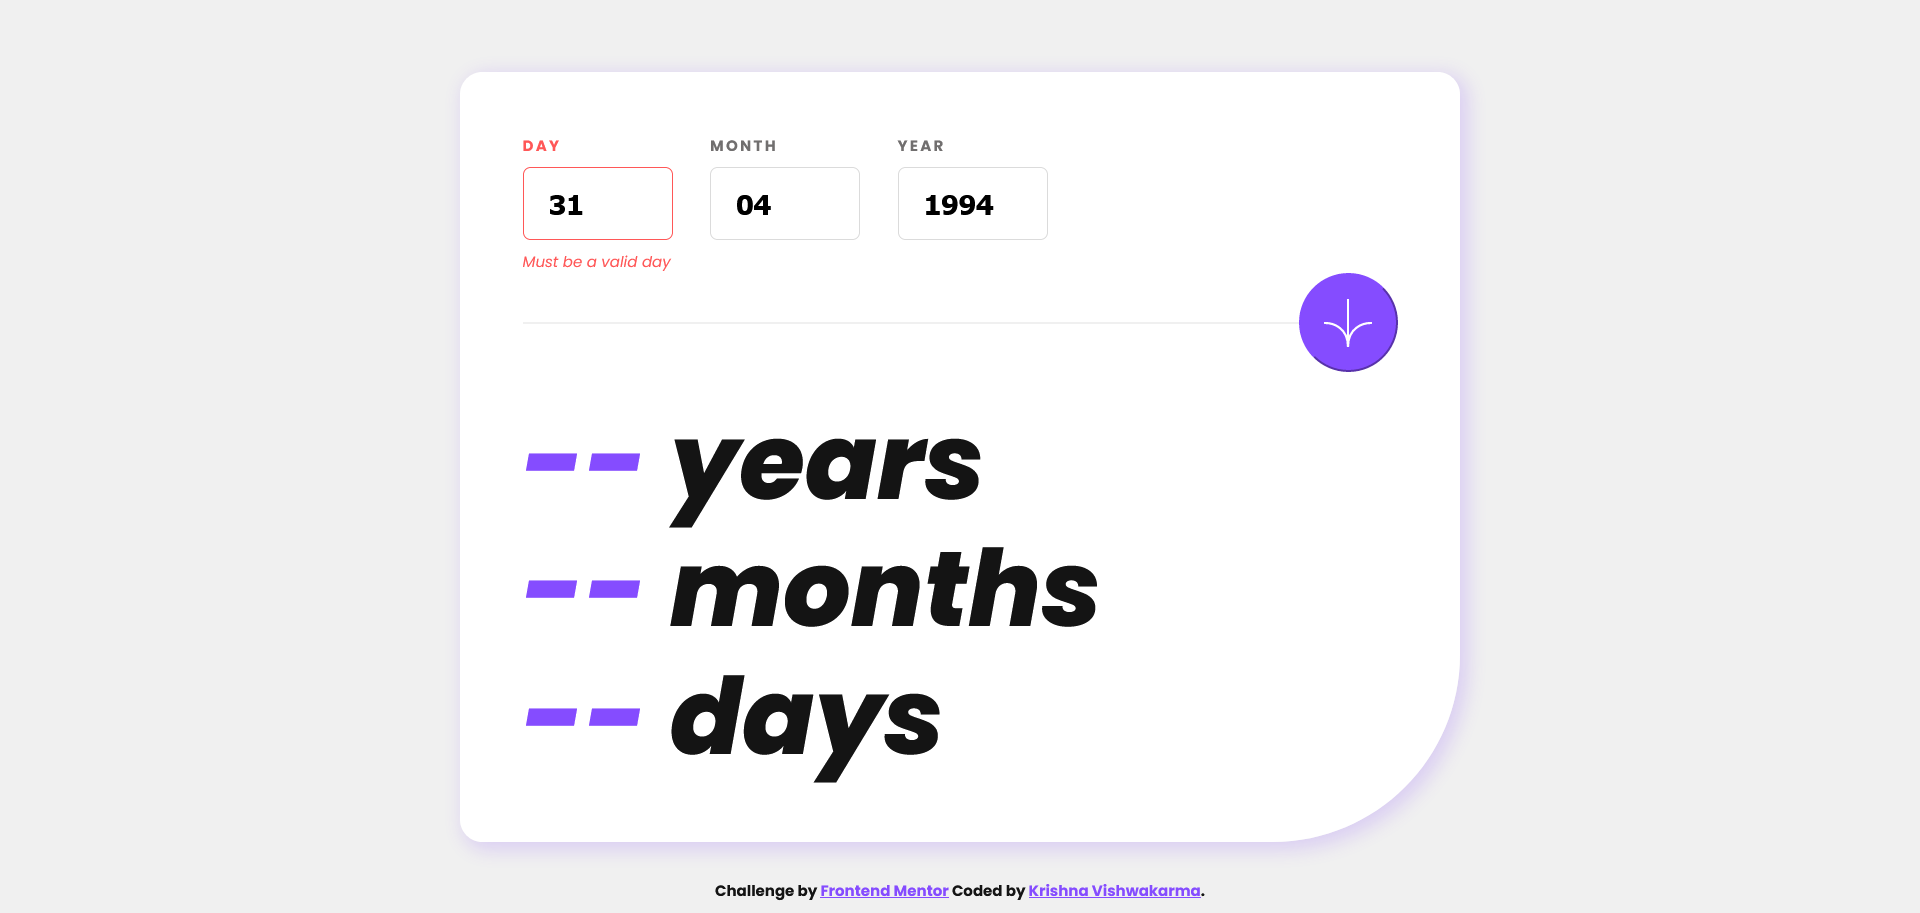 DAY MONTH YEAR
31 04 1994
Must be a valid day
-- years
-- months
-- days
Challenge by Frontend Mentor Coded by Krishna Vishwakarma.